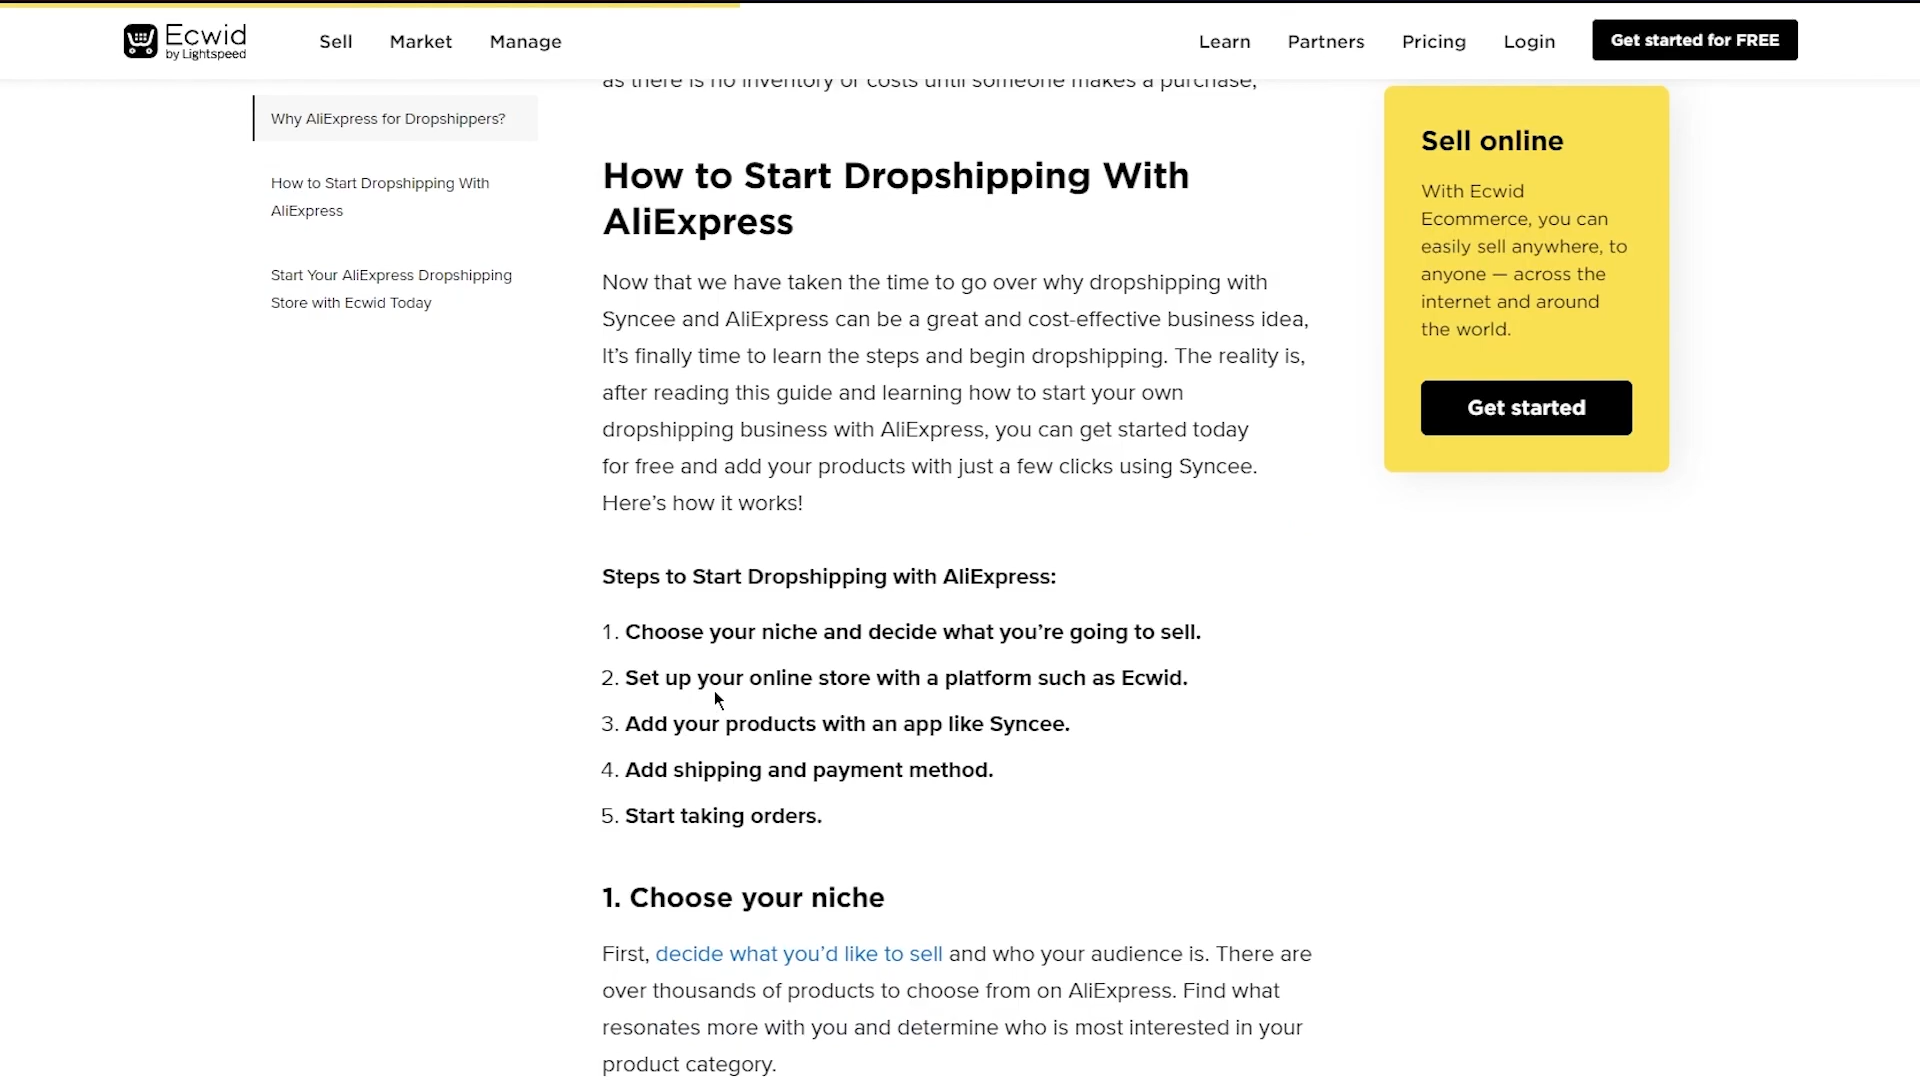 Ecwid
by Lightspeed
Sell
Market
Manage
Learn
Partners
Pricing
Login
Get started for FREE
Why AliExpress for Dropshippers?
How to Start Dropshipping With
AliExpress
Start Your AliExpress Dropshipping
Store with Ecwid Today
as there is no inventory or costs until someone makes a purchase,
How to Start Dropshipping With
AliExpress
Now that we have taken the time to go over why dropshipping with
Syncee and AliExpress can be a great and cost-effective business idea,
It’s finally time to learn the steps and begin dropshipping. The reality is,
after reading this guide and learning how to start your own
dropshipping business with AliExpress, you can get started today
for free and add your products with just a few clicks using Syncee.
Here’s how it works!
Steps to Start Dropshipping with AliExpress:
1. Choose your niche and decide what you’re going to sell.
2. Set up your online store with a platform such as Ecwid.
3. Add your products with an app like Syncee.
4. Add shipping and payment method.
5. Start taking orders.
1. Choose your niche
First, decide what you’d like to sell and who your audience is. There are
over thousands of products to choose from on AliExpress. Find what
resonates more with you and determine who is most interested in your
product category.
Sell online
With Ecwid
Ecommerce, you can
easily sell anywhere, to
anyone — across the
internet and around
the world.
Get started